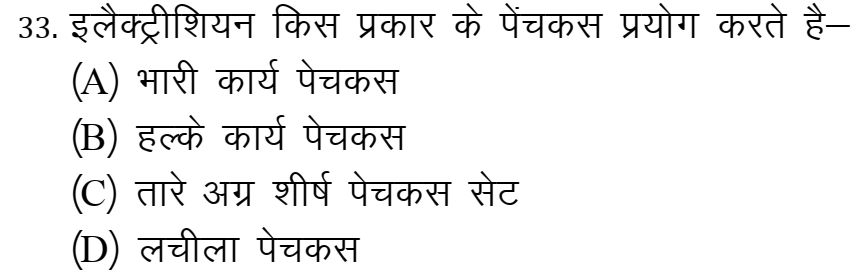 33. इलैक्ट्रीशियन किस प्रकार के पेंचकस प्रयोग करते है–
(A) भारी कार्य पेचकस
(B) हल्के कार्य पेचकस
(C) तारे अग्र शीर्ष पेचकस सेट
(D) लचीला पेचकस